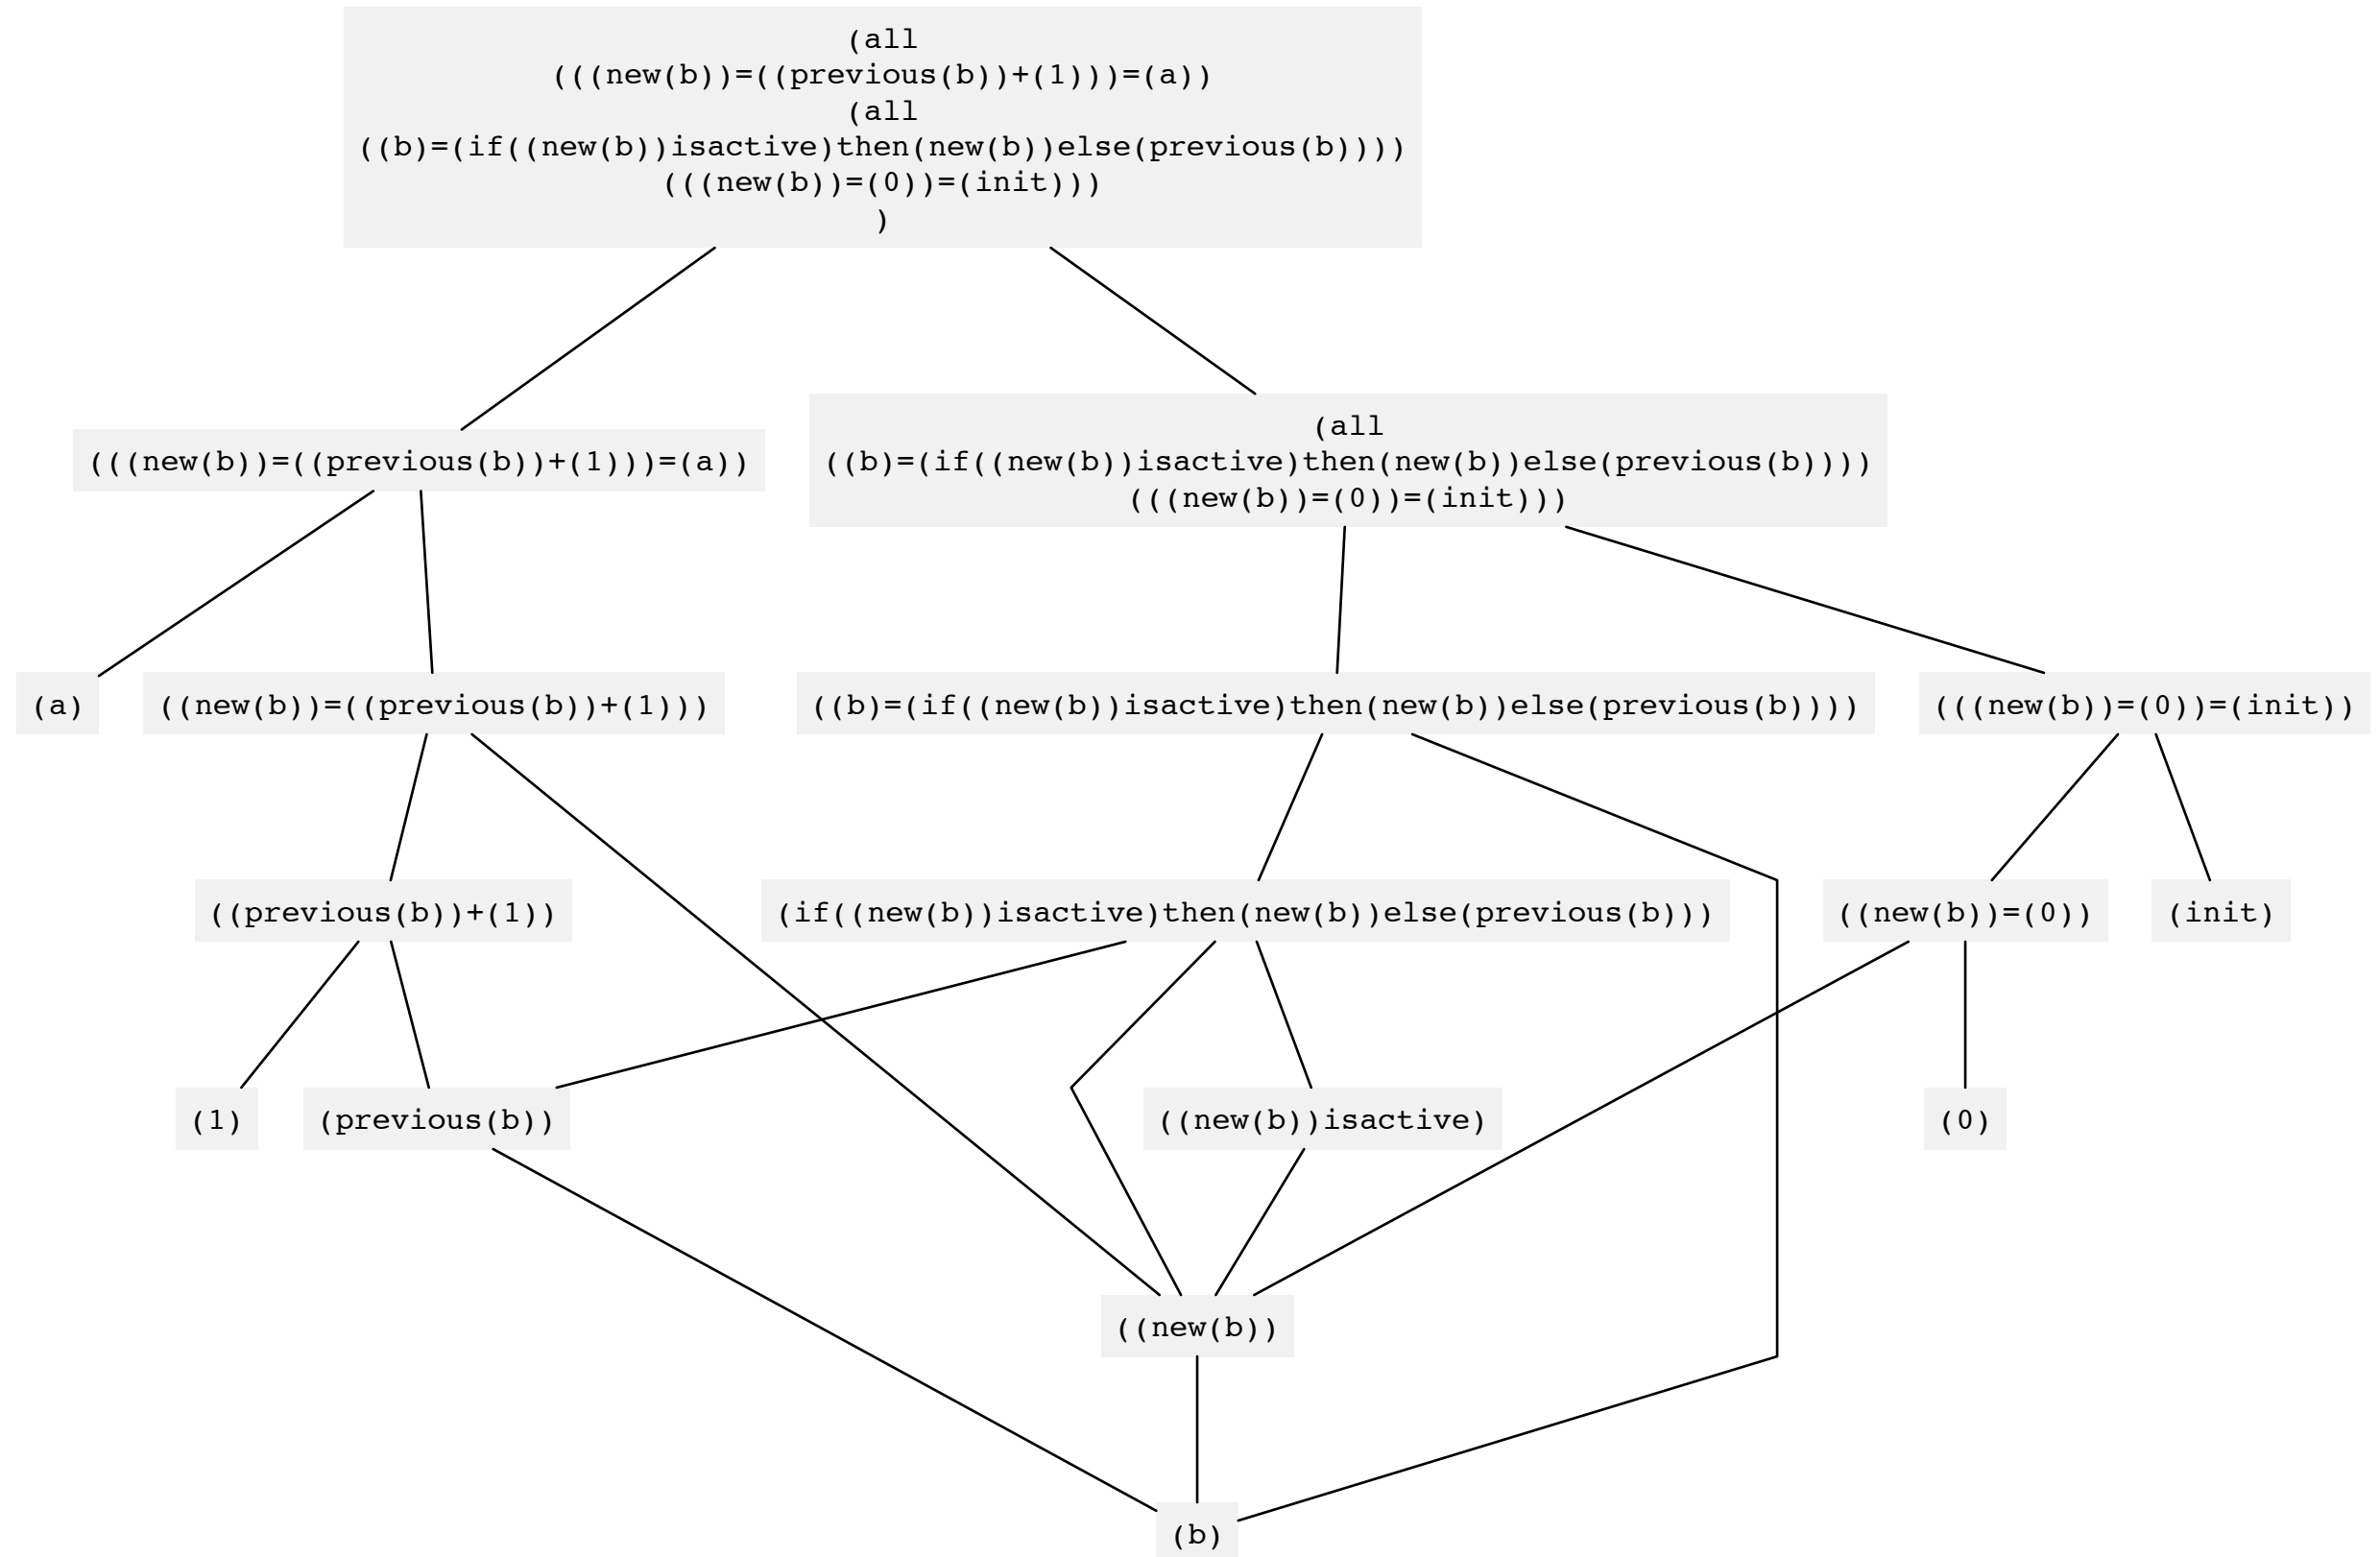 (all
(((new(b))=((previous(b))+(1)))=(a))
(all
((b)=(if((new(b))isactive)then(new(b))else(previous(b))))
(((new(b))=(0))=(init)))
)
(((new(b))=((previous(b))+(1)))=(a))
(all
((b)=(if((new(b))isactive)then(new(b))else(previous(b))))
(((new(b))=(0))=(init)))
(a)
((new(b))=((previous(b))+(1)))
((b)=(if((new(b))isactive)then(new(b))else(previous(b))))
(((new(b))=(0))=(init))
((previous(b))+(1))
(if((new(b))isactive)then(new(b))else(previous(b)))
((new(b))=(0))
(init)
(1)
(previous(b))
((new(b))isactive)
(0)
((new(b))
(b)